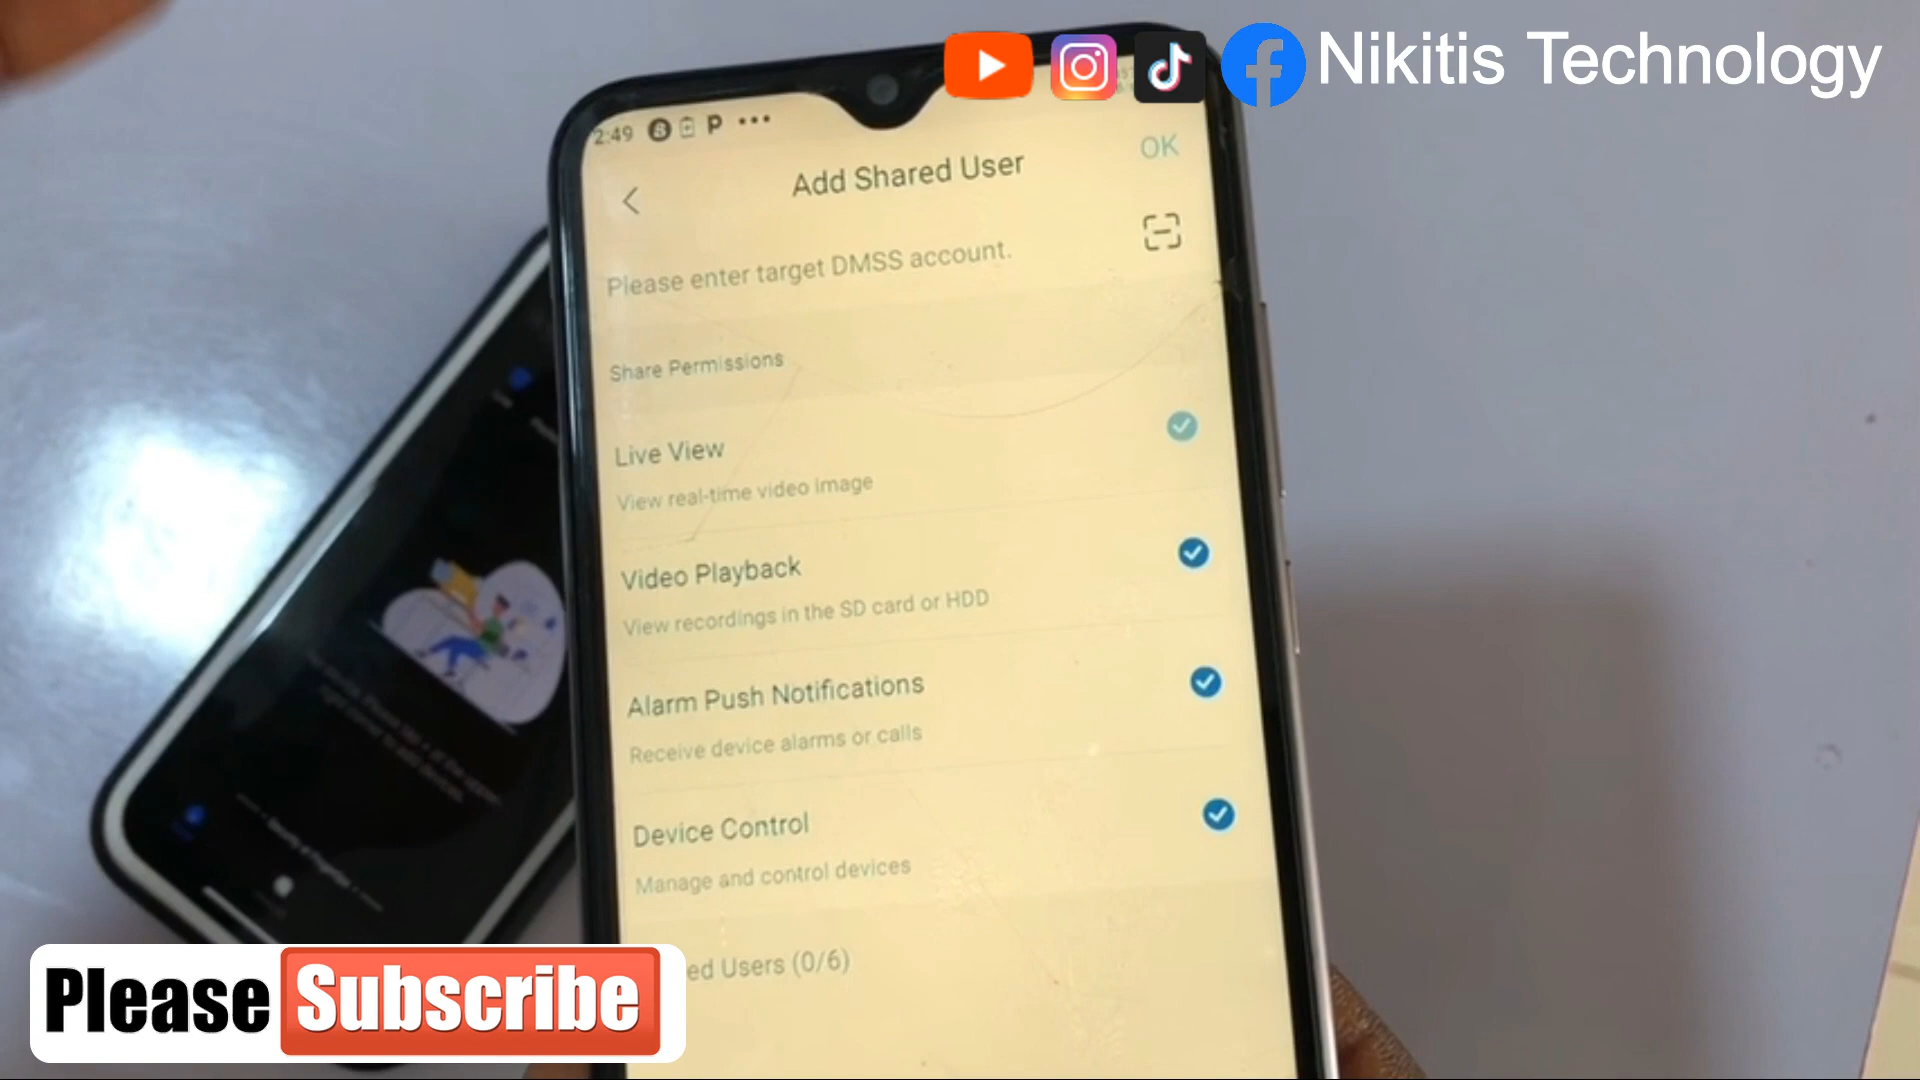 Nikitis Technology
2:49
P
Add Shared User
OK
Please enter target DMSS account.
Share Permissions
Live View
View real-time video image
Video Playback
View recordings in the SD card or HDD
Alarm Push Notifications
Receive device alarms or calls
Device Control
Manage and control devices
ed Users (0/6)
Please Subscribe